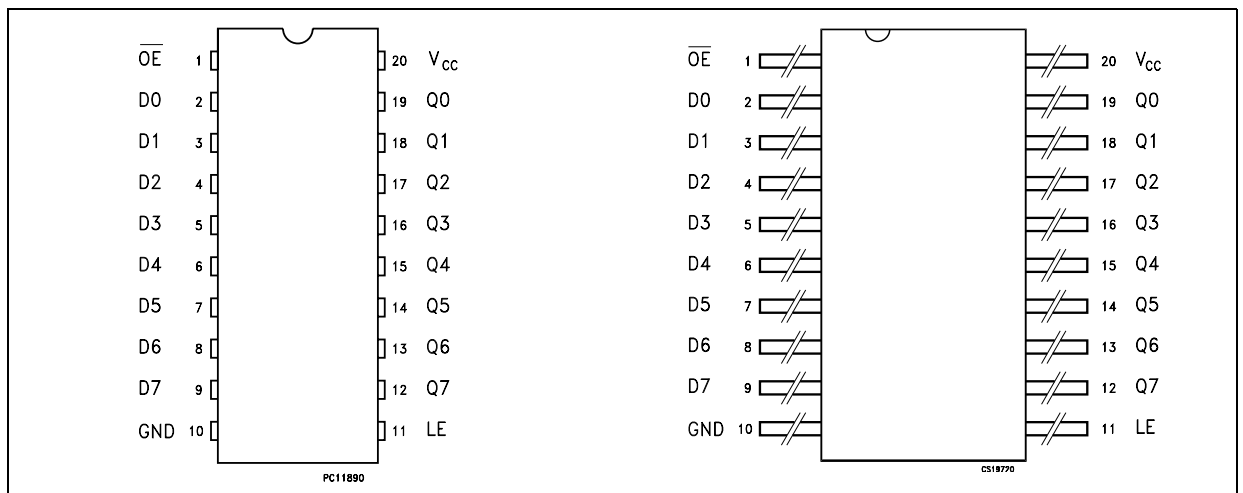 O̅E̅ 1 20 VCC
D0 2 19 Q0
D1 3 18 Q1
D2 4 17 Q2
D3 5 16 Q3
D4 6 15 Q4
D5 7 14 Q5
D6 8 13 Q6
D7 9 12 Q7
GND 10 11 LE
PC11890
O̅E̅ 1 20 VCC
D0 2 19 Q0
D1 3 18 Q1
D2 4 17 Q2
D3 5 16 Q3
D4 6 15 Q4
D5 7 14 Q5
D6 8 13 Q6
D7 9 12 Q7
GND 10 11 LE
CS19720